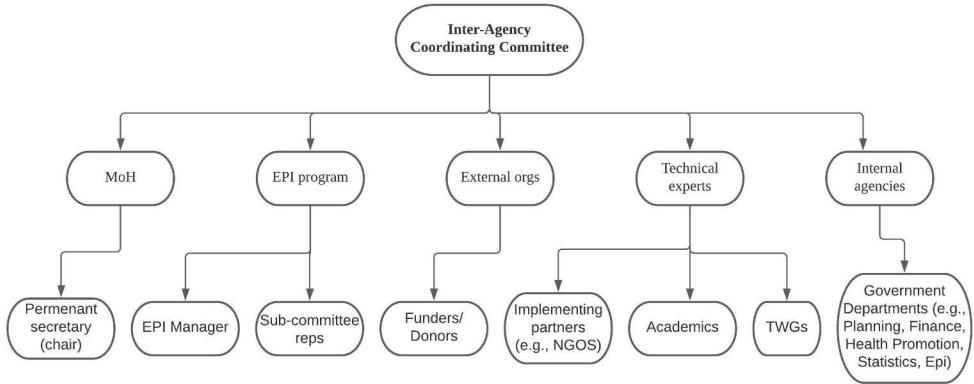 Inter-Agency
Coordinating Committee
MoH
EPI program
External orgs
Technical
experts
Internal
agencies
Permenant
secretary
(chair)
EPI Manager
Sub-committee
reps
Funders/
Donors
Implementing
partners
(e.g., NGOS)
Academics
TWGs
Government
Departments (e.g.,
Planning, Finance,
Health Promotion,
Statistics, Epi)